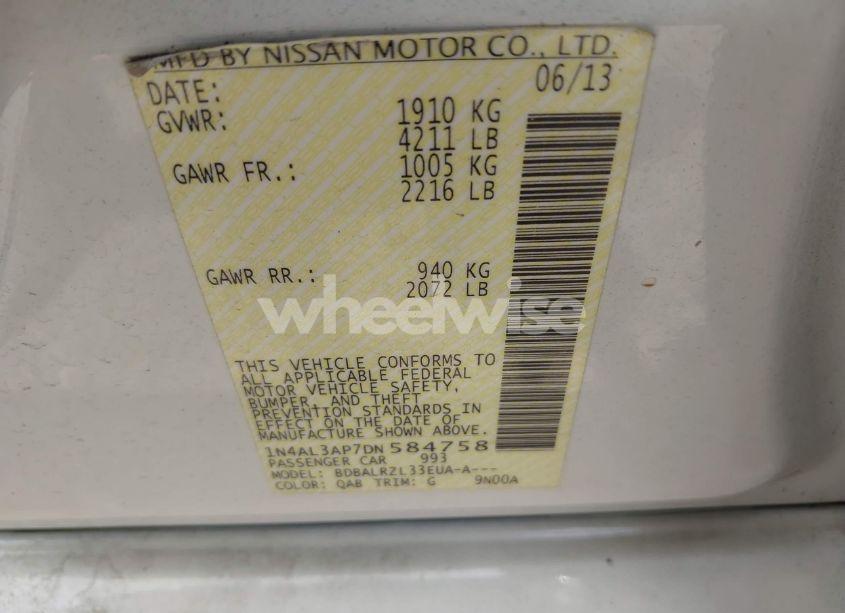 MFD BY NISSAN MOTOR CO., LTD.
DATE: 06/13
GVWR: 1910 KG
4211 LB
GAWR FR.: 1005 KG
2216 LB
GAWR RR.: 940 KG
2072 LB
wheelwise
THIS VEHICLE CONFORMS TO
ALL APPLICABLE FEDERAL
MOTOR VEHICLE SAFETY,
BUMPER, AND THEFT
PREVENTION STANDARDS IN
EFFECT ON THE DATE OF
MANUFACTURE SHOWN ABOVE.
1N4AL3AP7DN 584758
PASSENGER CAR 993
MODEL: BDBALRZL33EUA-A---
COLOR: QAB TRIM: G 9N00A